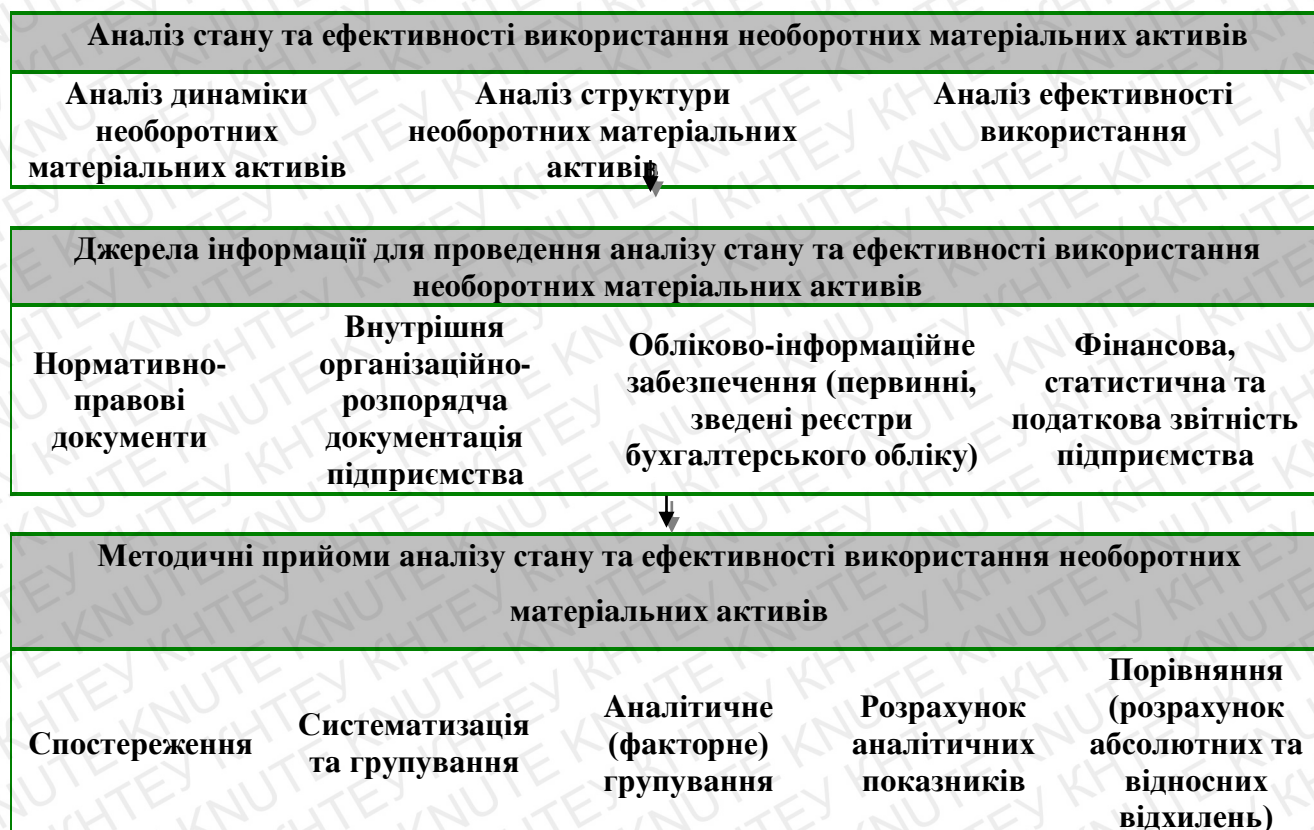 Аналіз стану та ефективності використання необоротних матеріальних активів
Аналіз динаміки
необоротних
матеріальних активів
Аналіз структури
необоротних матеріальних
активів
Аналіз ефективності
використання
Джерела інформації для проведення аналізу стану та ефективності використання
необоротних матеріальних активів
Нормативно-
правові
документи
Внутрішня
організаційно-
розпорядча
документація
підприємства
Обліково-інформаційне
забезпечення (первинні,
зведені реєстри
бухгалтерського обліку)
Фінансова,
статистична та
податкова звітність
підприємства
Методичні прийоми аналізу стану та ефективності використання необоротних
матеріальних активів
Спостереження
Систематизація
та групування
Аналітичне
(факторне)
групування
Розрахунок
аналітичних
показників
Порівняння
(розрахунок
абсолютних та
відносних
відхилень)